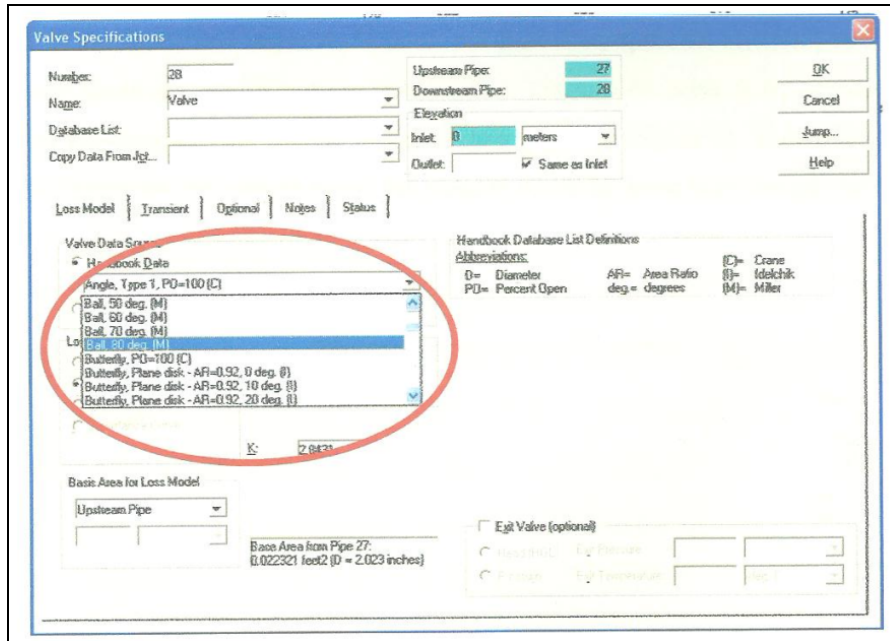 Valve Specifications
Number: 28
Name: Valve
Database List:
Copy Data From Jct...
Upstream Pipe: 27
Downstream Pipe: 28
Elevation
Inlet: 0 meters
Outlet: Same as Inlet
OK
Cancel
Jump...
Help
Loss Model Transient Optional Notes Status
Valve Data Source
Handbook Data
Angle, Type 1, PO=100 (C)
Ball, 50 deg. (M)
Ball, 60 deg. (M)
Ball, 70 deg. (M)
Ball, 80 deg. (M)
Butterfly, PO=100 (C)
Butterfly, Plane disk - AR=0.92, 0 deg. (I)
Butterfly, Plane disk - AR=0.92, 10 deg. (I)
Butterfly, Plane disk - AR=0.92, 20 deg. (I)
Lo
K: 2.8431
Handbook Database List Definitions
Abbreviations:
D= Diameter AR= Area Ratio (C)= Crane
PO= Percent Open deg.= degrees (I)= Idelchik
(M)= Miller
Basis Area for Loss Model
Upstream Pipe
Base Area from Pipe 27:
0.022321 feet2 (D = 2.023 inches)
Exit Valve (optional)